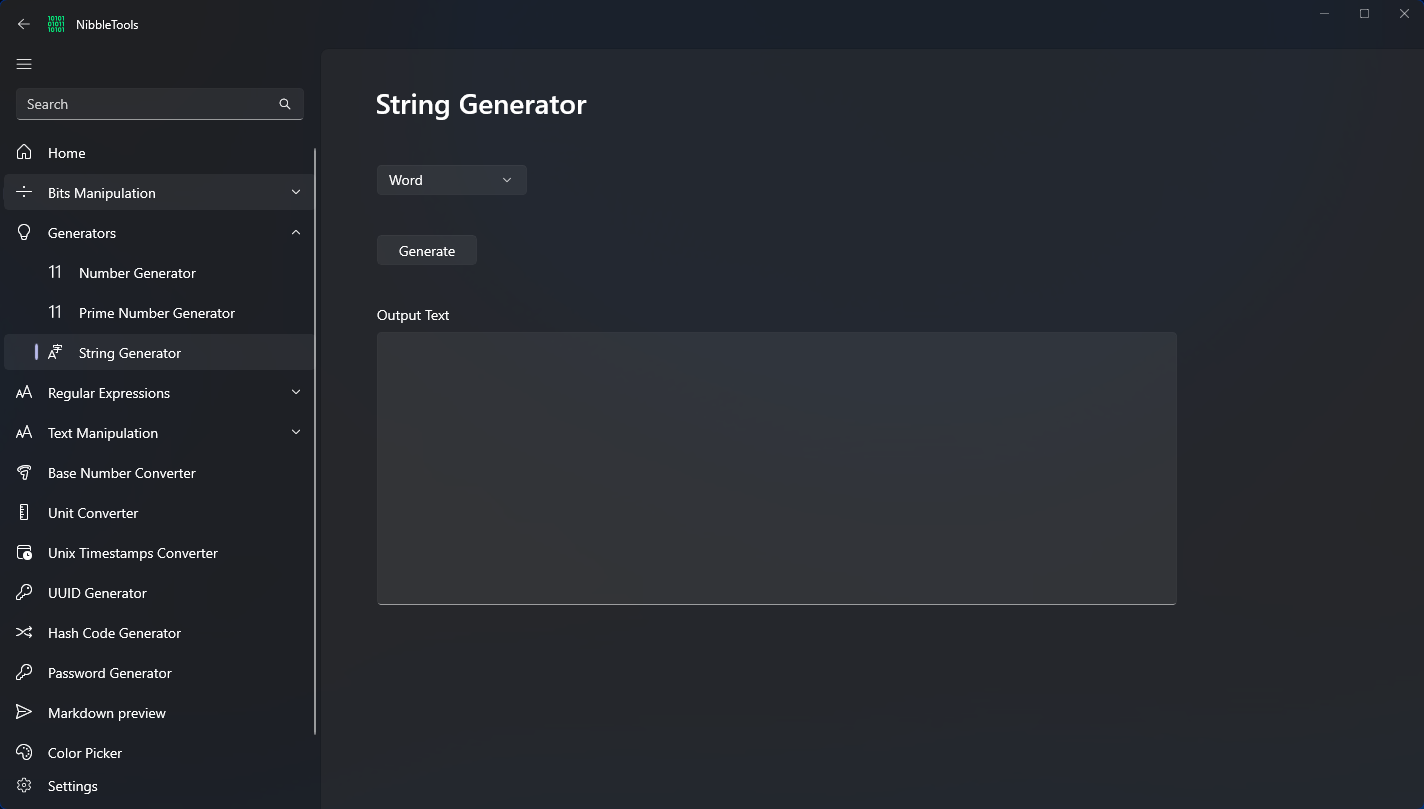 NibbleTools
Search
Home
Bits Manipulation
Generators
Number Generator
Prime Number Generator
String Generator
Regular Expressions
Text Manipulation
Base Number Converter
Unit Converter
Unix Timestamps Converter
UUID Generator
Hash Code Generator
Password Generator
Markdown preview
Color Picker
Settings
String Generator
Word
Generate
Output Text